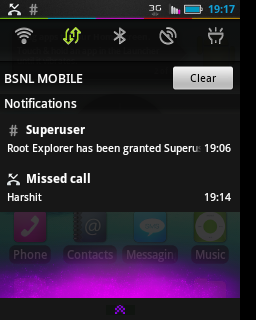 # 3G 19:17
BSNL MOBILE Clear
Notifications
# Superuser
Root Explorer has been granted Superu 19:06
Missed call
Harshit 19:14
Phone Contacts Messagin Music